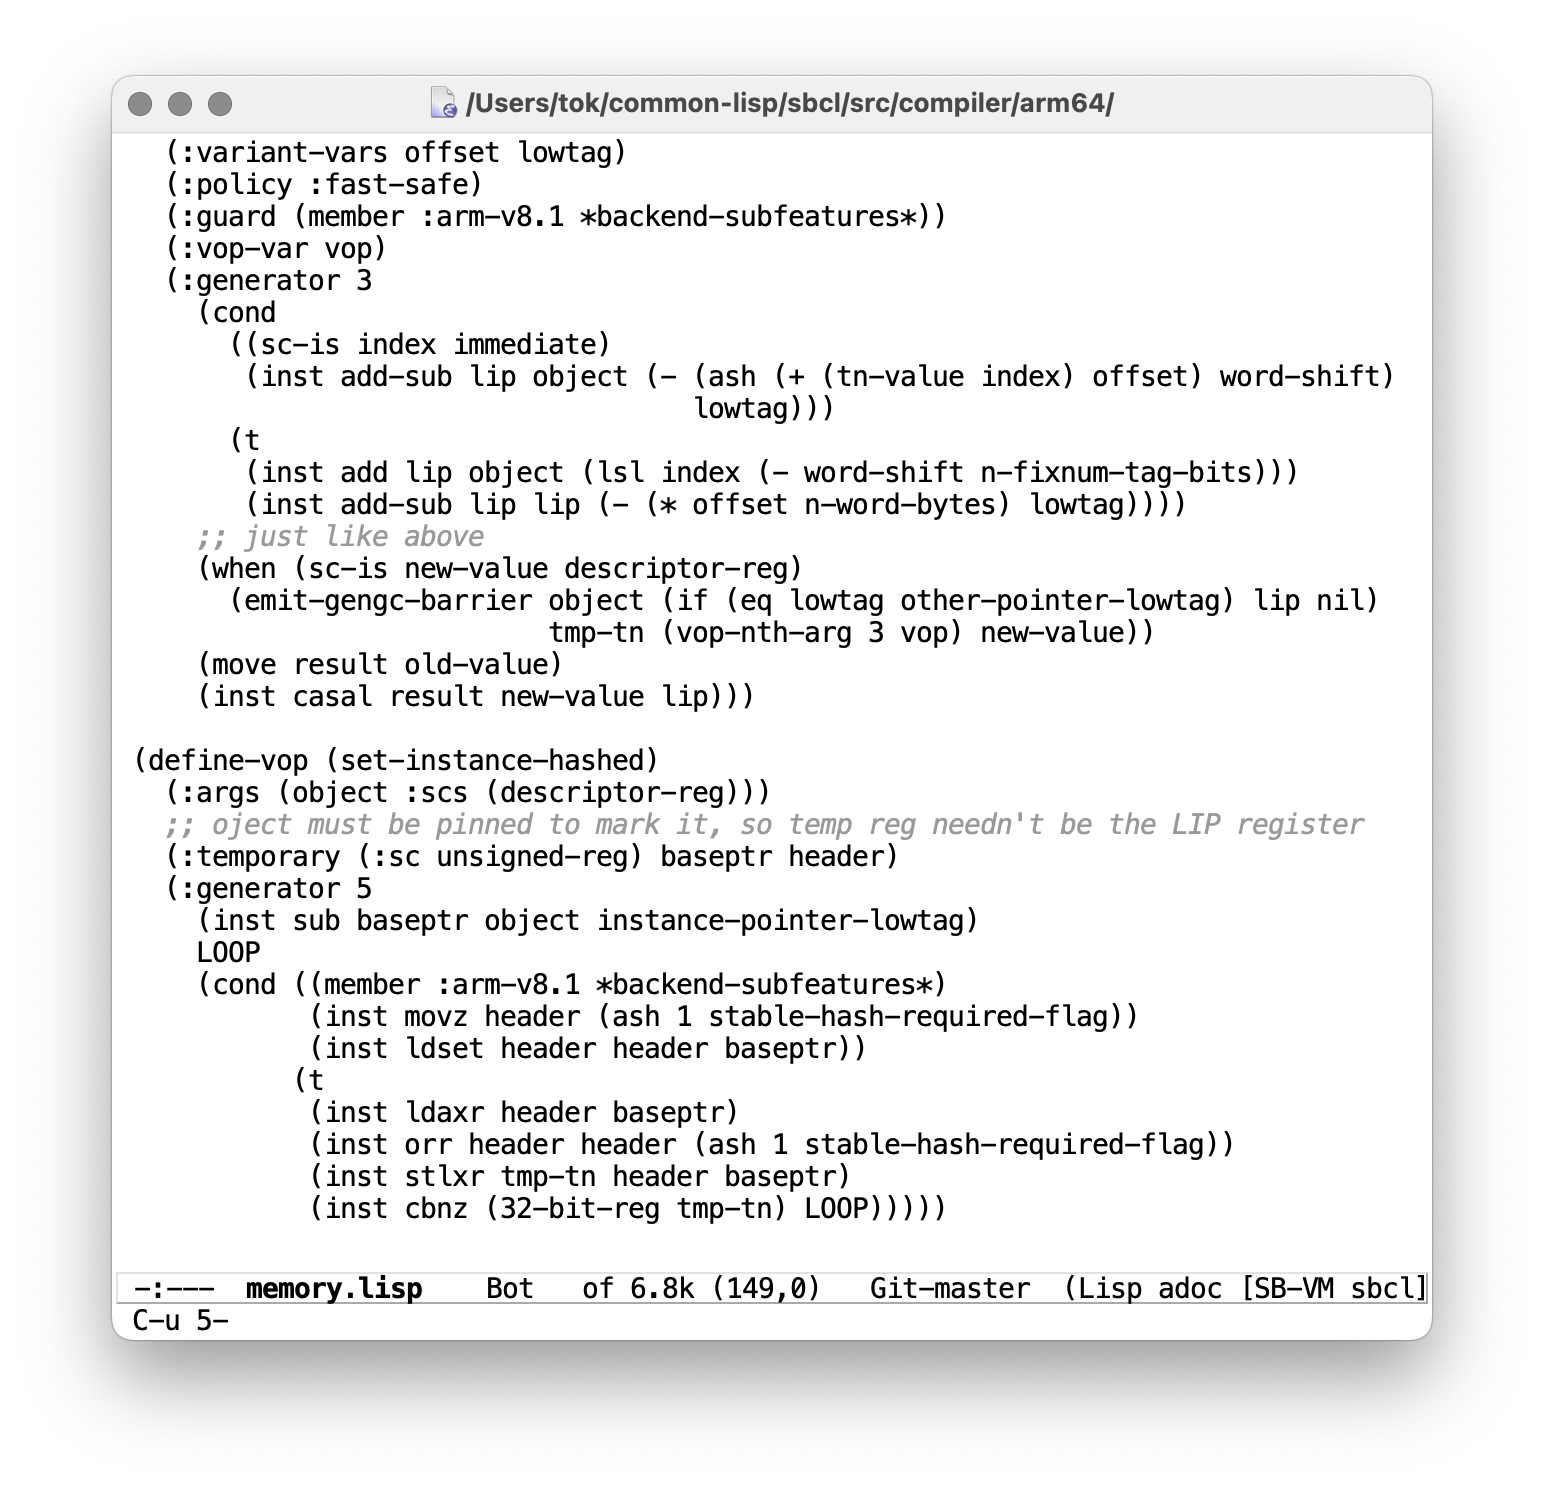 /Users/tok/common-lisp/sbcl/src/compiler/arm64/
  (:variant-vars offset lowtag)
  (:policy :fast-safe)
  (:guard (member :arm-v8.1 *backend-subfeatures*))
  (:vop-var vop)
  (:generator 3
    (cond
      ((sc-is index immediate)
       (inst add-sub lip object (- (ash (+ (tn-value index) offset) word-shift)
                                   lowtag)))
      (t
       (inst add lip object (lsl index (- word-shift n-fixnum-tag-bits)))
       (inst add-sub lip lip (- (* offset n-word-bytes) lowtag))))
    ;; just like above
    (when (sc-is new-value descriptor-reg)
      (emit-gengc-barrier object (if (eq lowtag other-pointer-lowtag) lip nil)
                          tmp-tn (vop-nth-arg 3 vop) new-value))
    (move result old-value)
    (inst casal result new-value lip)))

(define-vop (set-instance-hashed)
  (:args (object :scs (descriptor-reg)))
  ;; oject must be pinned to mark it, so temp reg needn't be the LIP register
  (:temporary (:sc unsigned-reg) baseptr header)
  (:generator 5
    (inst sub baseptr object instance-pointer-lowtag)
    LOOP
    (cond ((member :arm-v8.1 *backend-subfeatures*)
           (inst movz header (ash 1 stable-hash-required-flag))
           (inst ldset header header baseptr))
          (t
           (inst ldaxr header baseptr)
           (inst orr header header (ash 1 stable-hash-required-flag))
           (inst stlxr tmp-tn header baseptr)
           (inst cbnz (32-bit-reg tmp-tn) LOOP)))))

-:---  memory.lisp    Bot   of 6.8k (149,0)   Git-master  (Lisp adoc [SB-VM sbcl]
C-u 5-